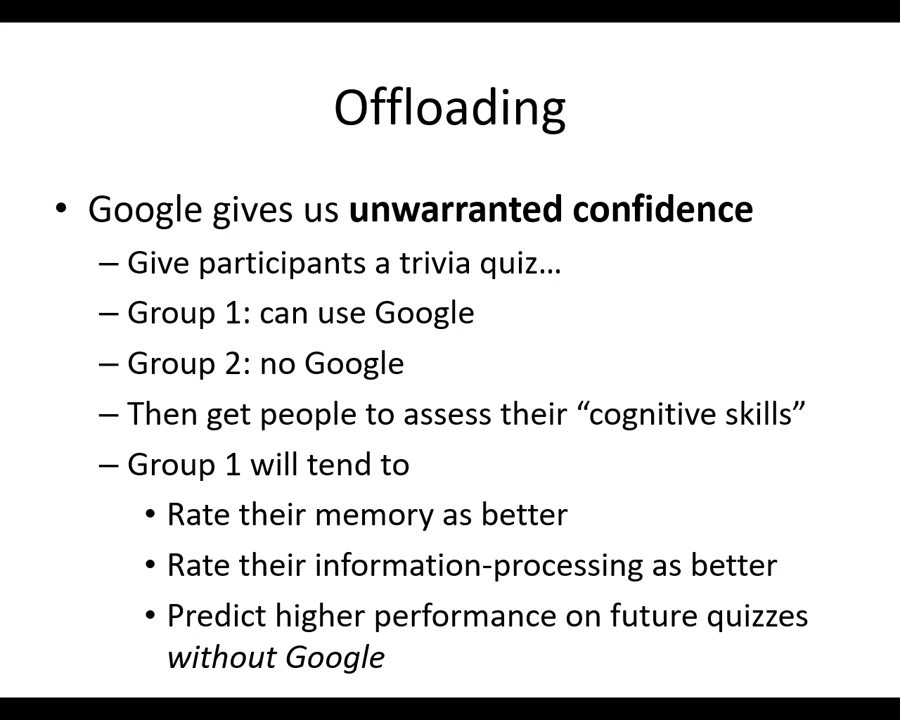 Offloading
• Google gives us unwarranted confidence
– Give participants a trivia quiz…
– Group 1: can use Google
– Group 2: no Google
– Then get people to assess their “cognitive skills”
– Group 1 will tend to
• Rate their memory as better
• Rate their information-processing as better
• Predict higher performance on future quizzes
without Google